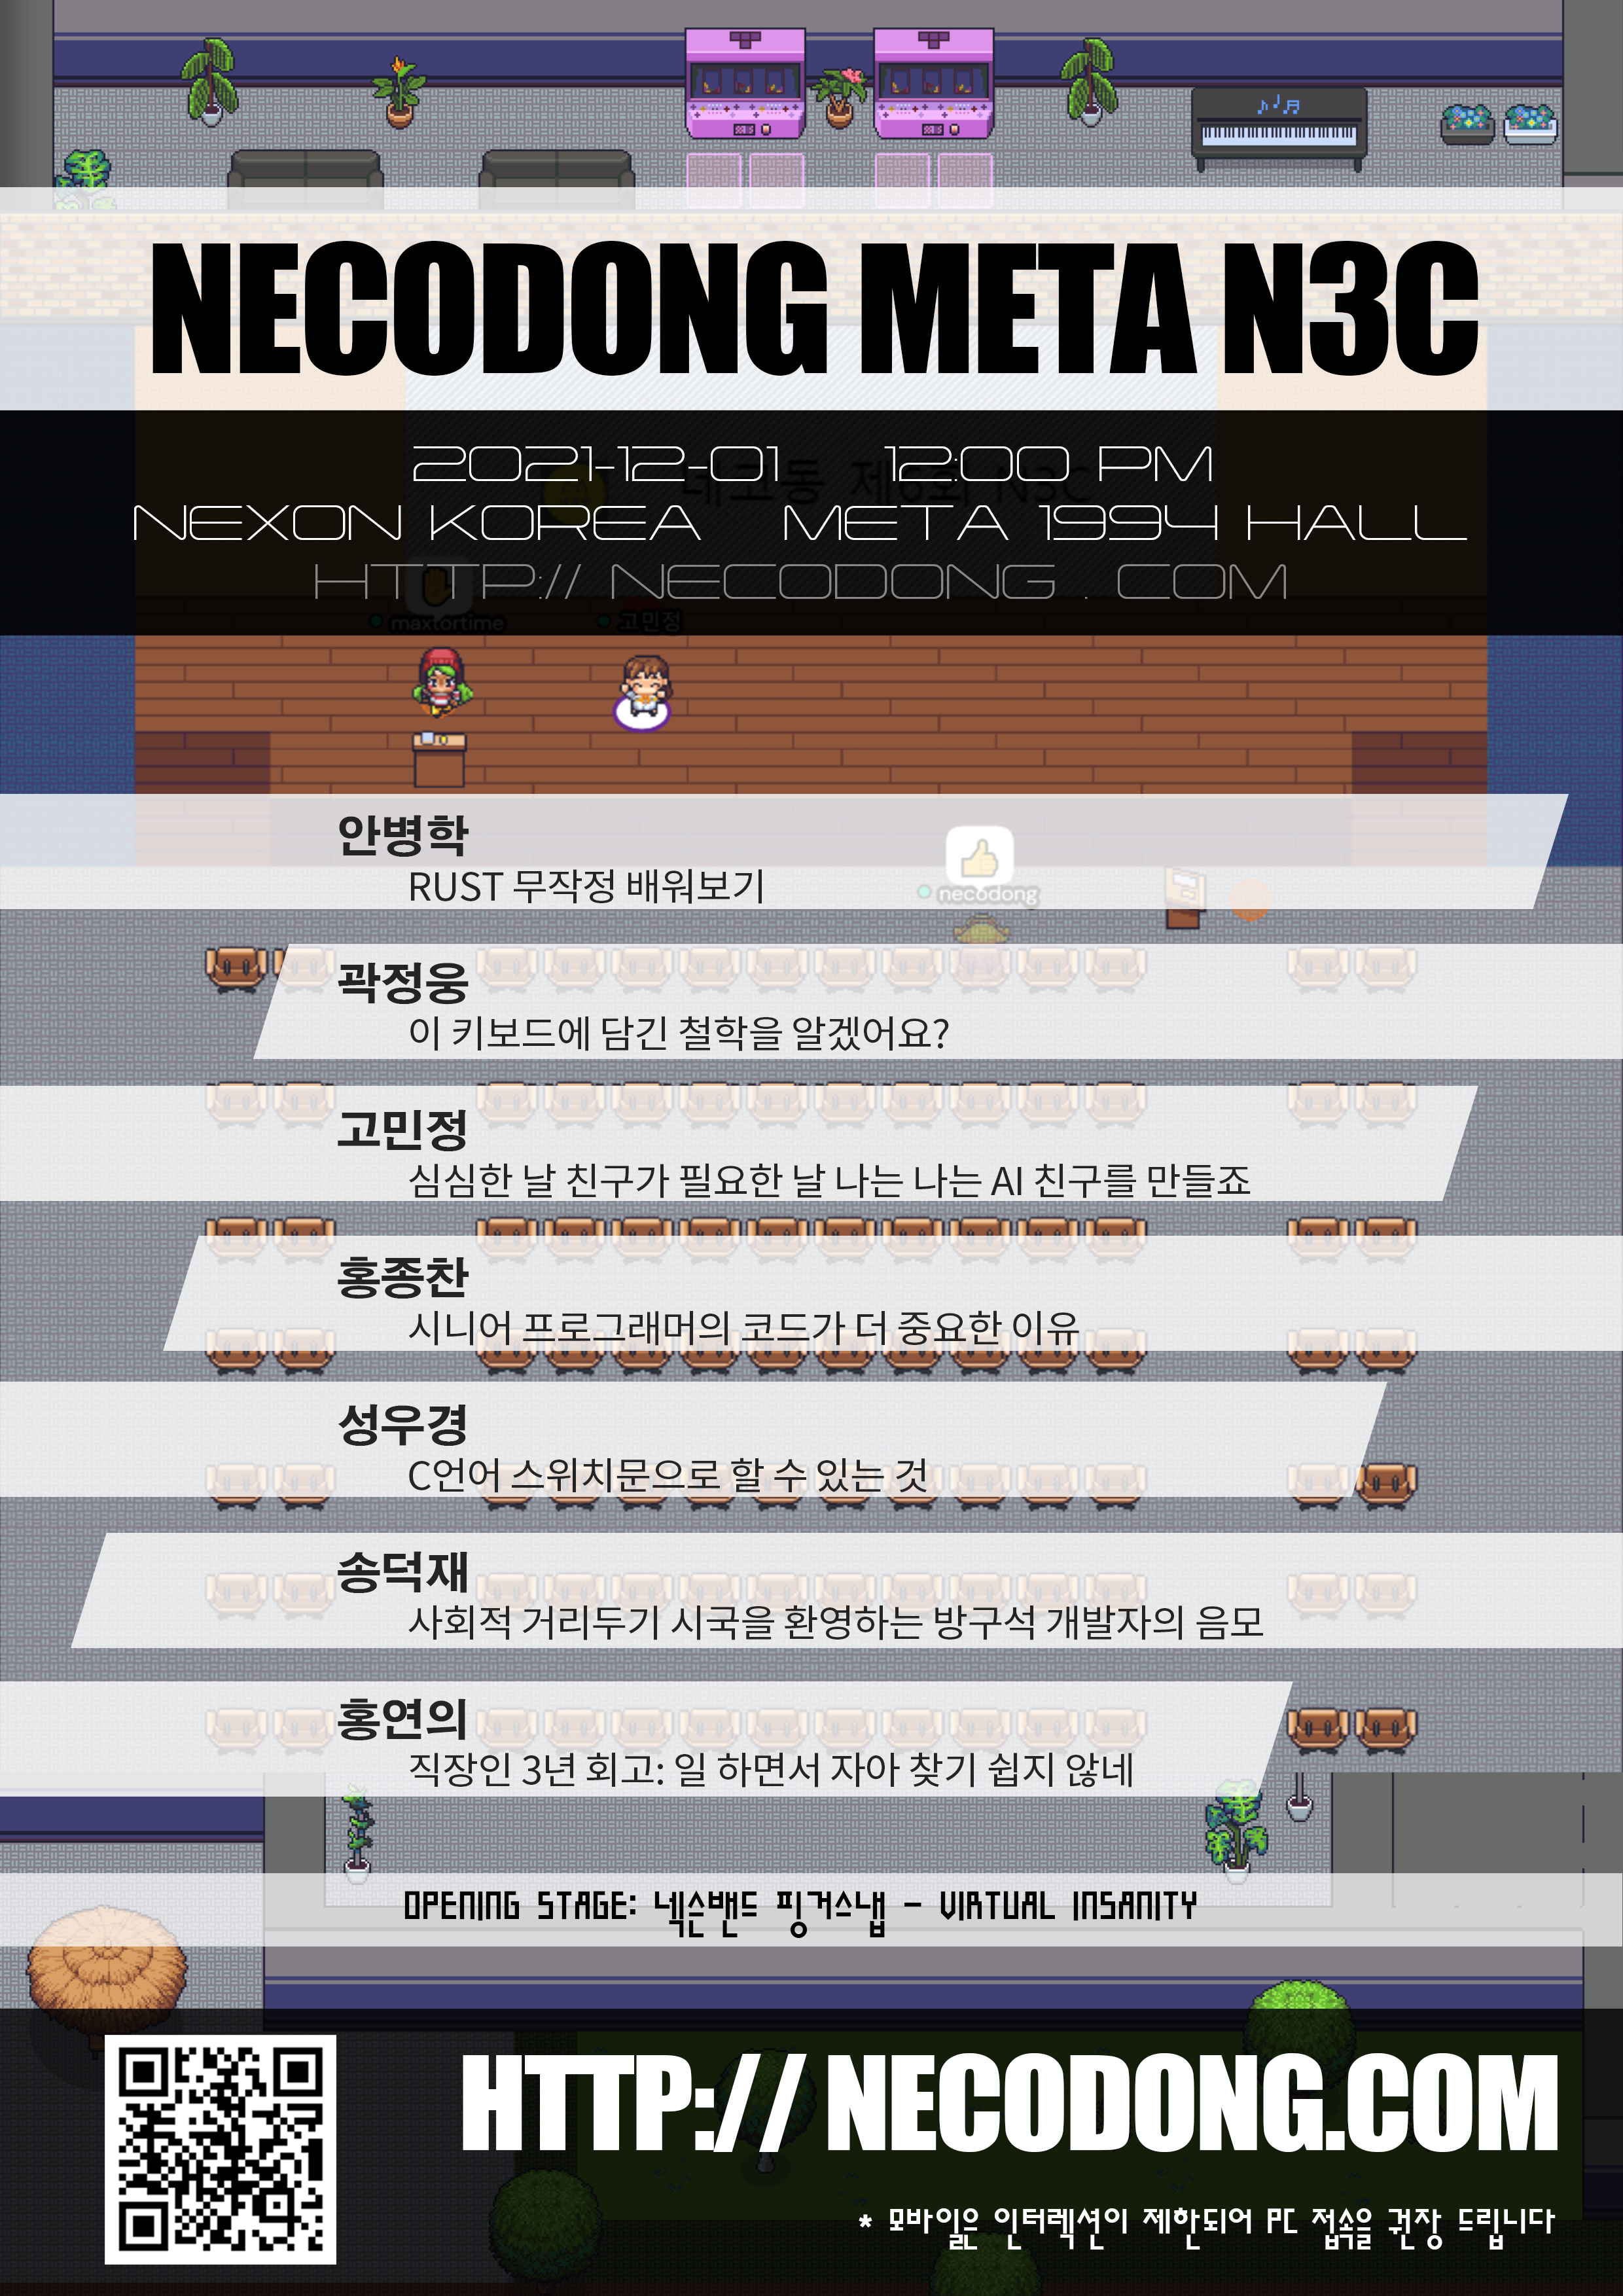 NECODONG META N3C
2021-12-01 12:00 PM
네코동 제6회 N3C
NEXON KOREA META 1994 HALL
HTTP:// NECODONG . COM
maxtortime 고민정
안병학
RUST 무작정 배워보기
necodong
곽정웅
이 키보드에 담긴 철학을 알겠어요?
고민정
심심한 날 친구가 필요한 날 나는 나는 AI 친구를 만들죠
홍종찬
시니어 프로그래머의 코드가 더 중요한 이유
성우경
C언어 스위치문으로 할 수 있는 것
송덕재
사회적 거리두기 시국을 환영하는 방구석 개발자의 음모
홍연의
직장인 3년 회고: 일 하면서 자아 찾기 쉽지 않네
OPENING STAGE: 넥슨밴드 핑거스냅 - VIRTUAL INSANITY
HTTP:// NECODONG.COM
* 모바일은 인터렉션이 제한되어 PC 접속을 권장 드립니다